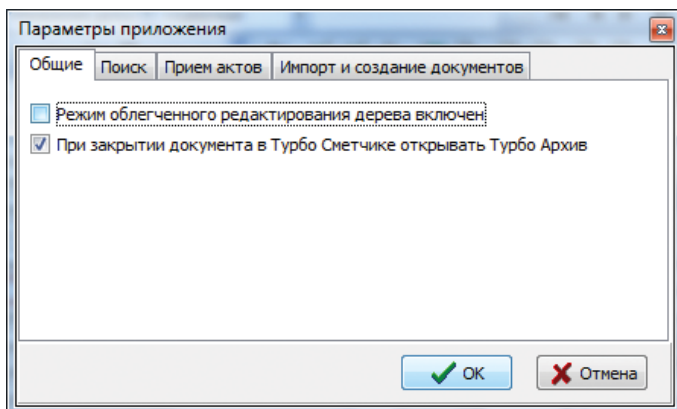 Параметры приложения
Общие Поиск Прием актов Импорт и создание документов
Режим облегченного редактирования дерева включен
При закрытии документа в Турбо Сметчике открывать Турбо Архив
OK Отмена